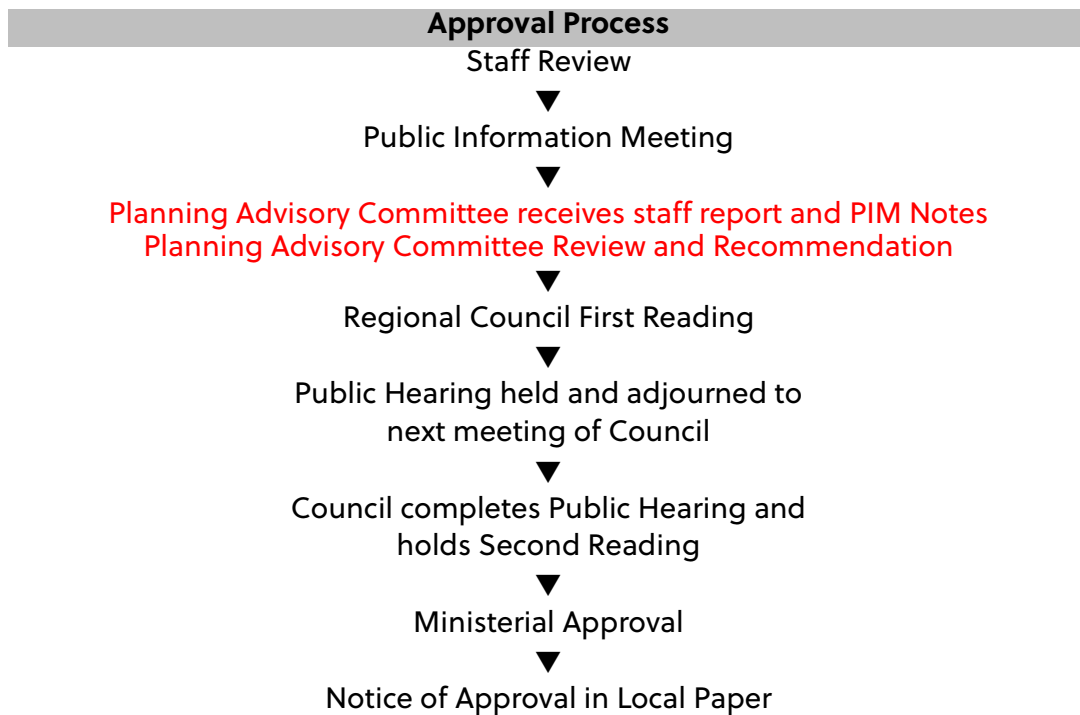 Approval Process
Staff Review
Public Information Meeting
Planning Advisory Committee receives staff report and PIM Notes
Planning Advisory Committee Review and Recommendation
Regional Council First Reading
Public Hearing held and adjourned to
next meeting of Council
Council completes Public Hearing and
holds Second Reading
Ministerial Approval
Notice of Approval in Local Paper